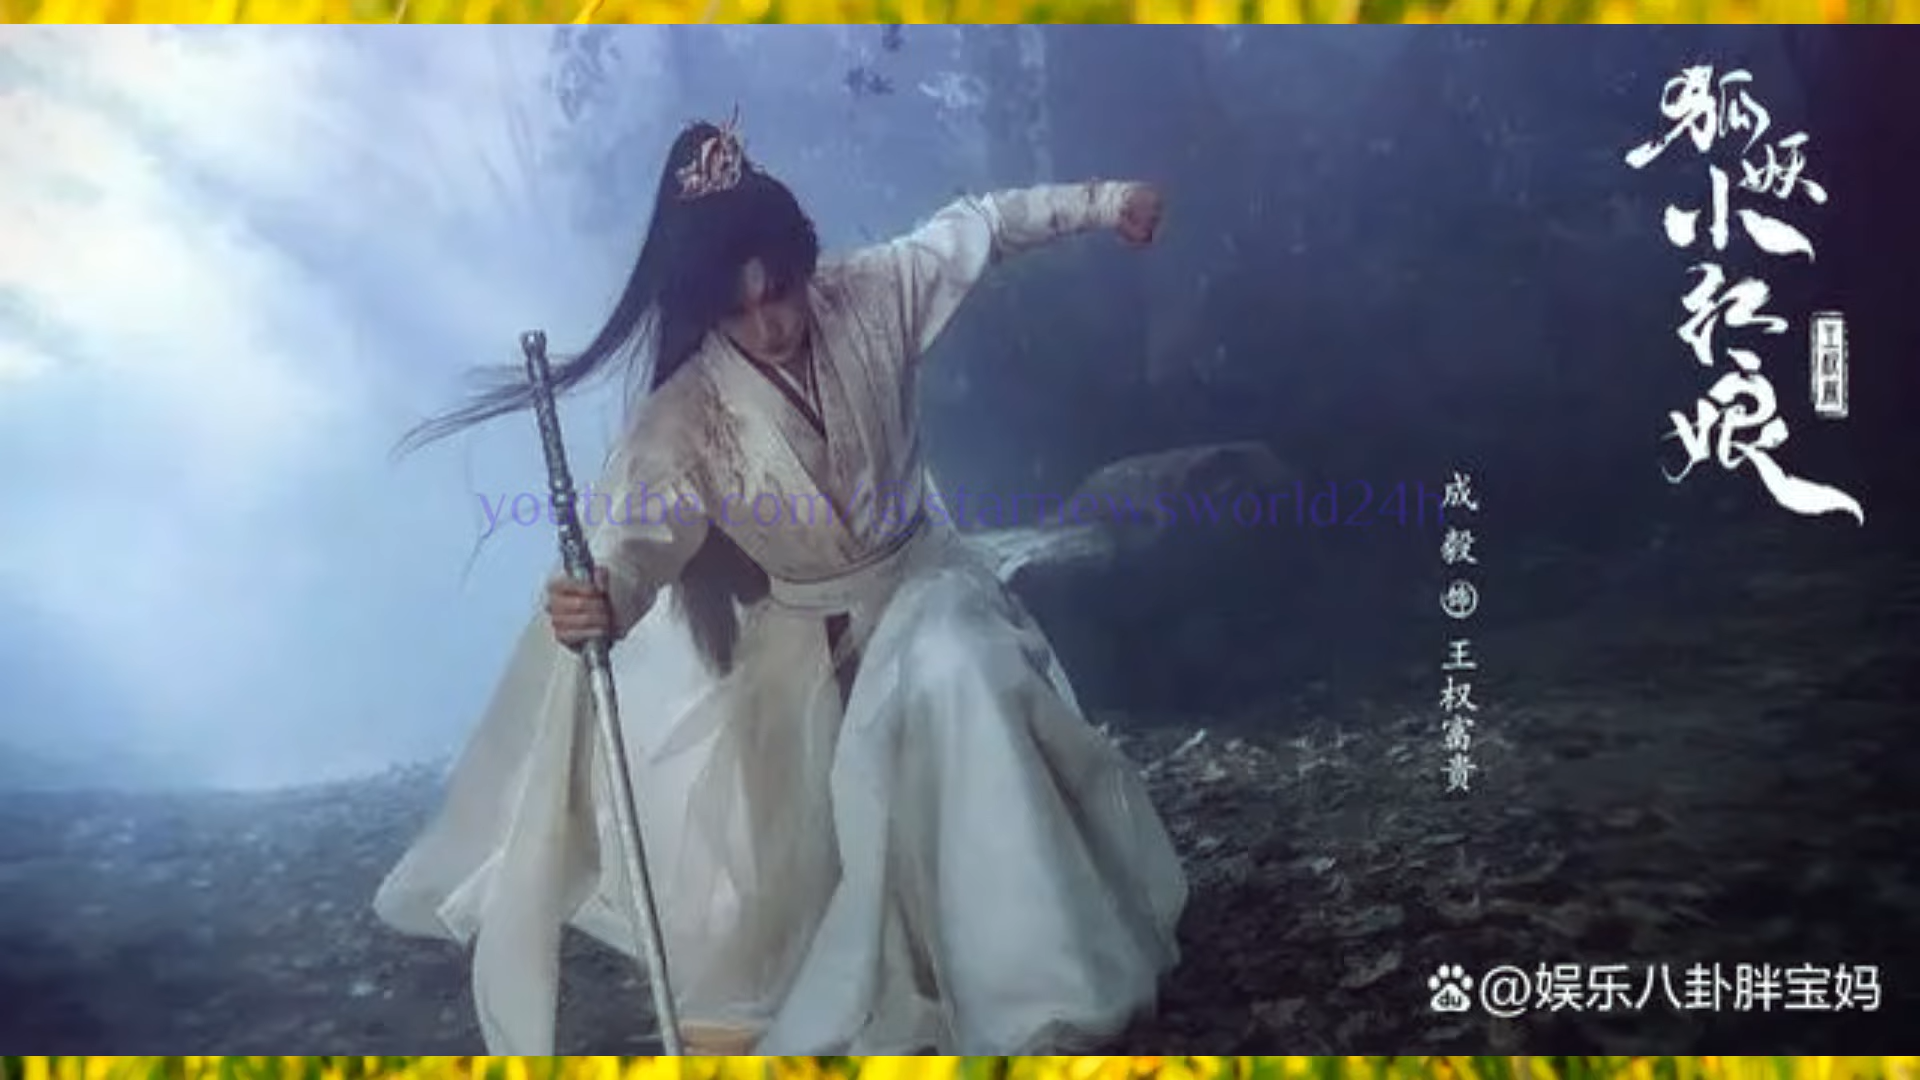 狐妖小红娘
王权篇
成毅 饰 王权富贵
youtube.com/@starnewsworld24h
du @娱乐八卦胖宝妈